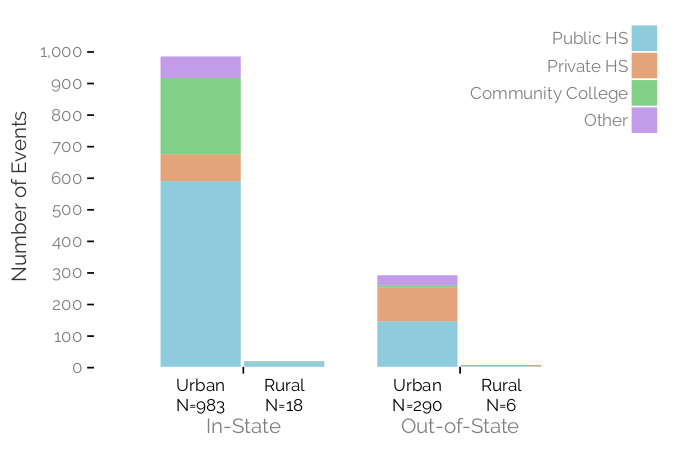 Public HS
Private HS
Community College
Other
Number of Events
1,000
900
800
700
600
500
400
300
200
100
0
Urban Rural Urban Rural
N=983 N=18 N=290 N=6
In-State Out-of-State